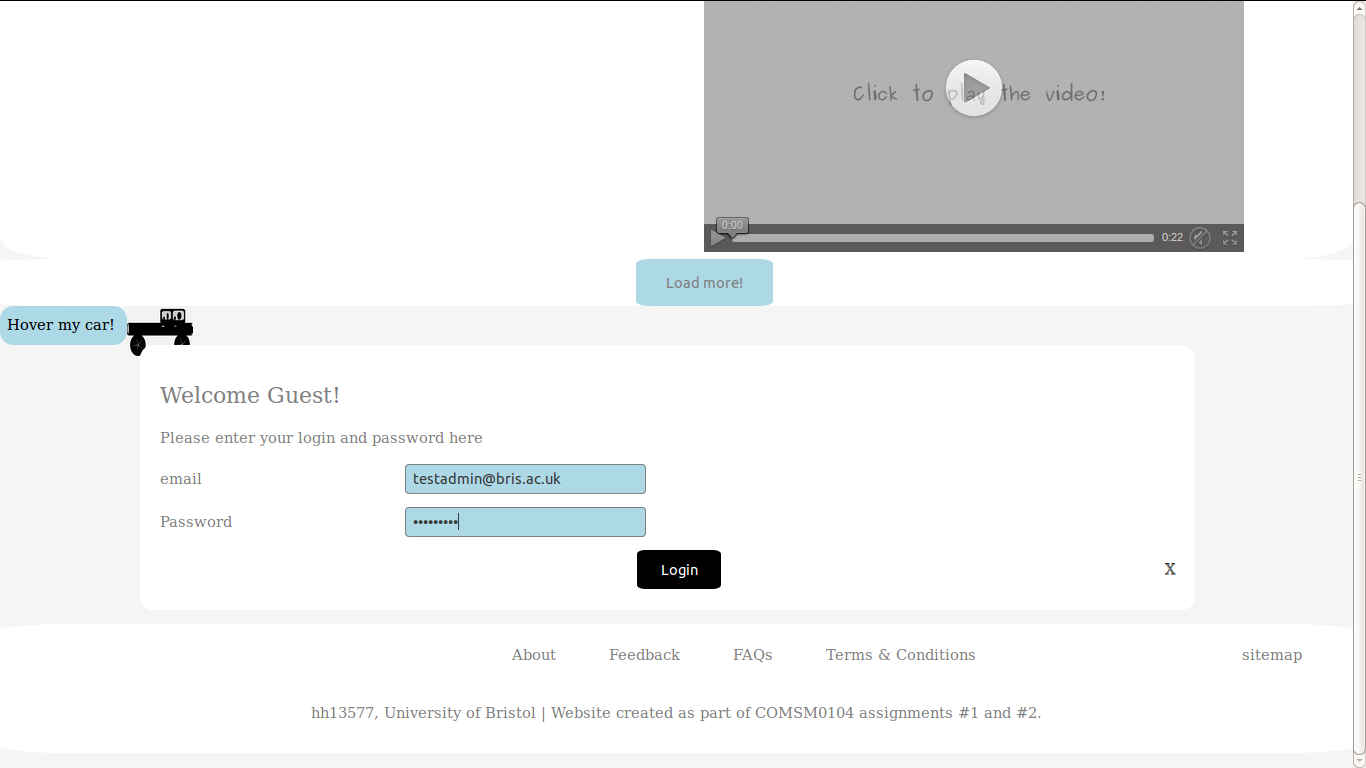 Click to play the video!
0:00
0:22
Load more!
Hover my car!
Welcome Guest!
Please enter your login and password here
email testadmin@bris.ac.uk
Password •••••••••
Login X
About Feedback FAQs Terms & Conditions sitemap
hh13577, University of Bristol | Website created as part of COMSM0104 assignments #1 and #2.